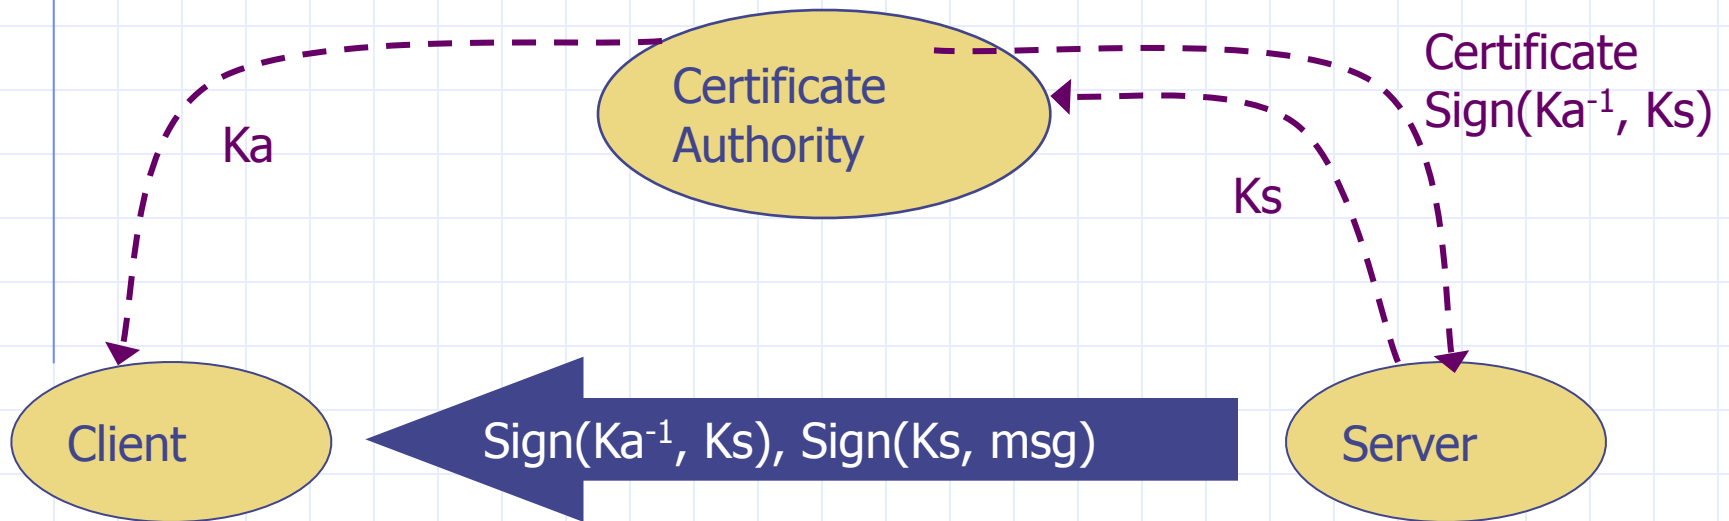 Certificate
Authority
Certificate
Sign(Ka⁻¹, Ks)
Ka
Ks
Client
Sign(Ka⁻¹, Ks), Sign(Ks, msg)
Server